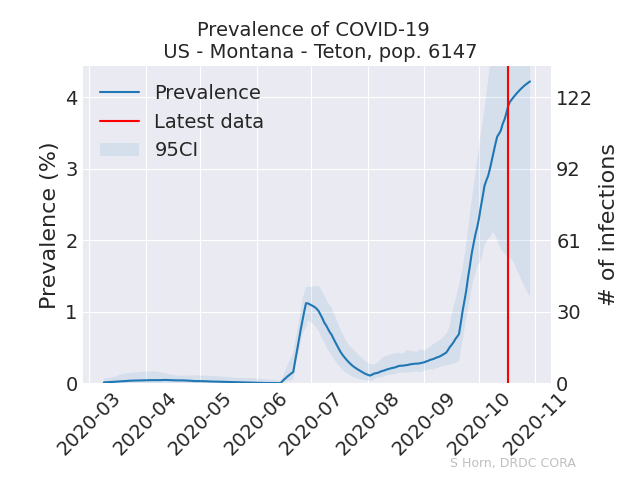 Prevalence of COVID-19
US - Montana - Teton, pop. 6147
Prevalence
Latest data
95CI
Prevalence (%)
4
3
2
1
0
# of infections
122
92
61
30
0
2020-03
2020-04
2020-05
2020-06
2020-07
2020-08
2020-09
2020-10
2020-11
S Horn, DRDC CORA